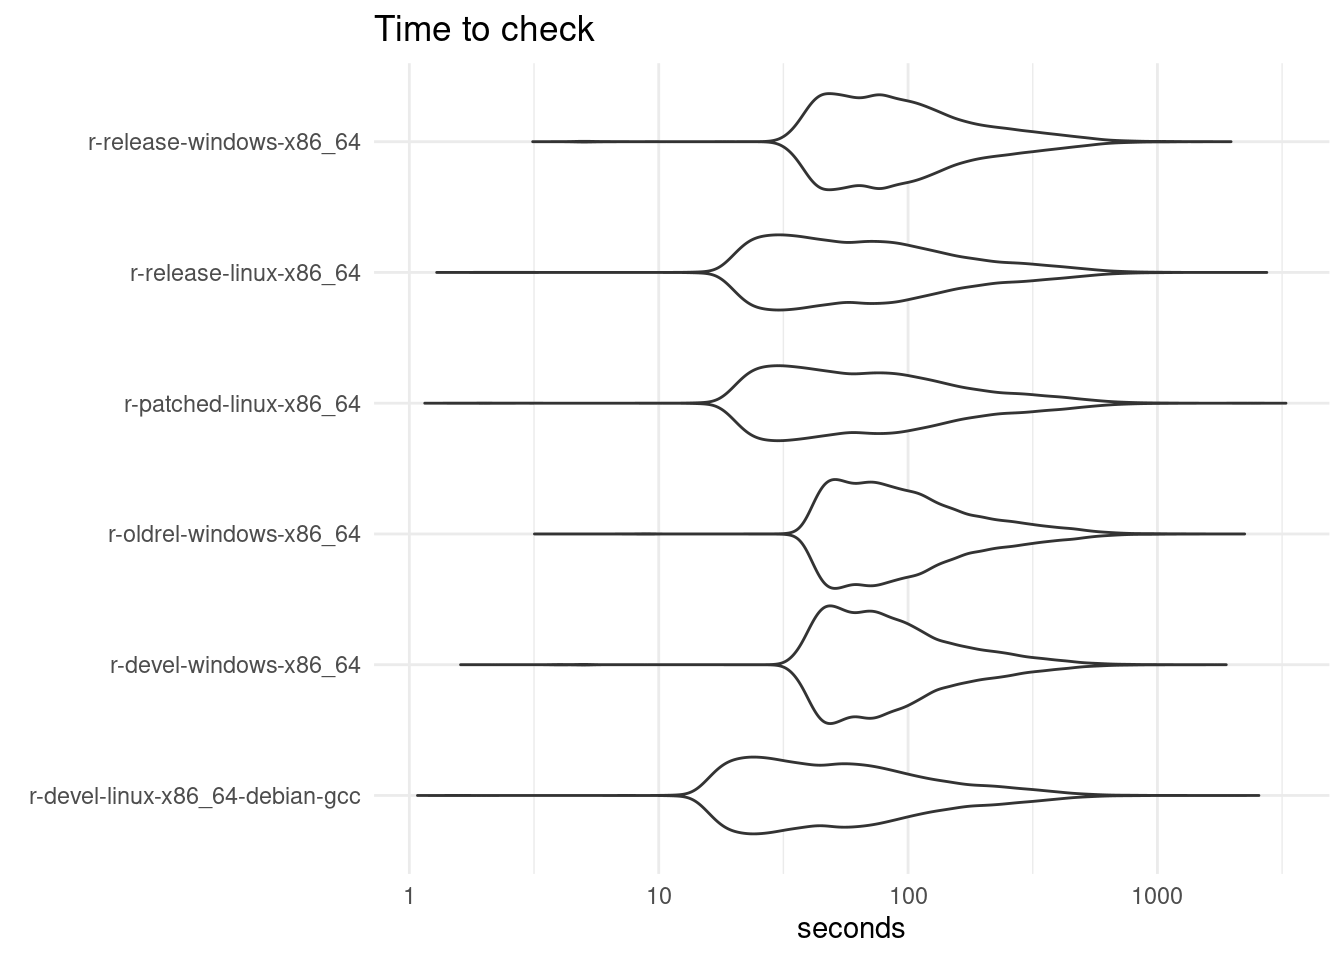 Time to check
r-release-windows-x86_64
r-release-linux-x86_64
r-patched-linux-x86_64
r-oldrel-windows-x86_64
r-devel-windows-x86_64
r-devel-linux-x86_64-debian-gcc
1 10 100 1000
seconds